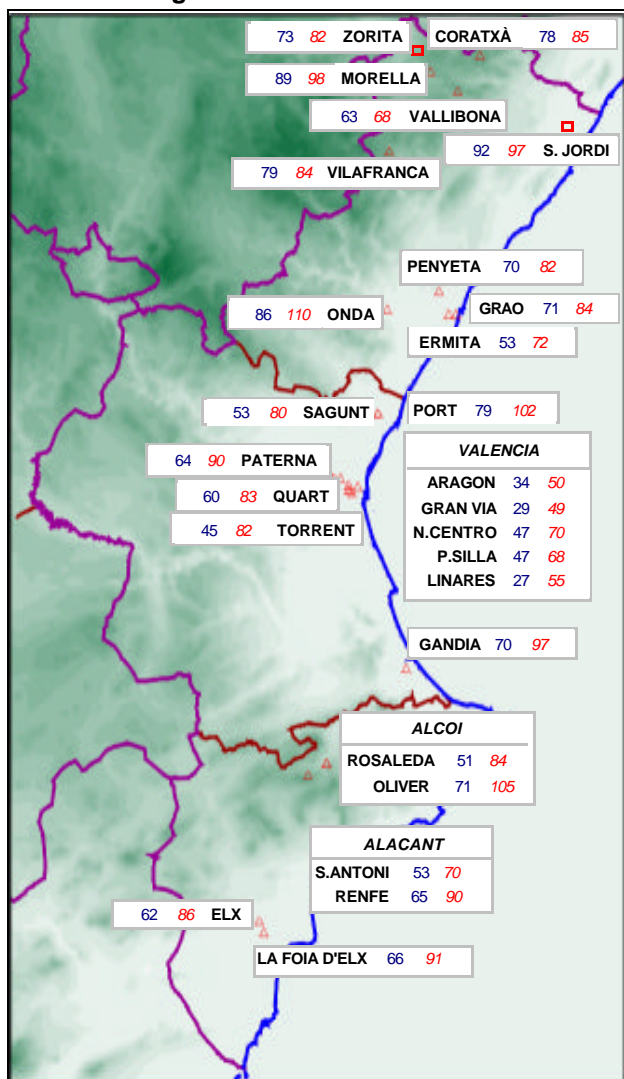 73 82 ZORITA
CORATXÀ 78 85
89 98 MORELLA
63 68 VALLIBONA
92 97 S. JORDI
79 84 VILAFRANCA
PENYETA 70 82
86 110 ONDA
GRAO 71 84
ERMITA 53 72
53 80 SAGUNT
PORT 79 102
VALENCIA
ARAGON 34 50
GRAN VIA 29 49
N.CENTRO 47 70
P.SILLA 47 68
LINARES 27 55
64 90 PATERNA
60 83 QUART
45 82 TORRENT
GANDIA 70 97
ALCOI
ROSALEDA 51 84
OLIVER 71 105
ALACANT
S.ANTONI 53 70
RENFE 65 90
62 86 ELX
LA FOIA D'ELX 66 91